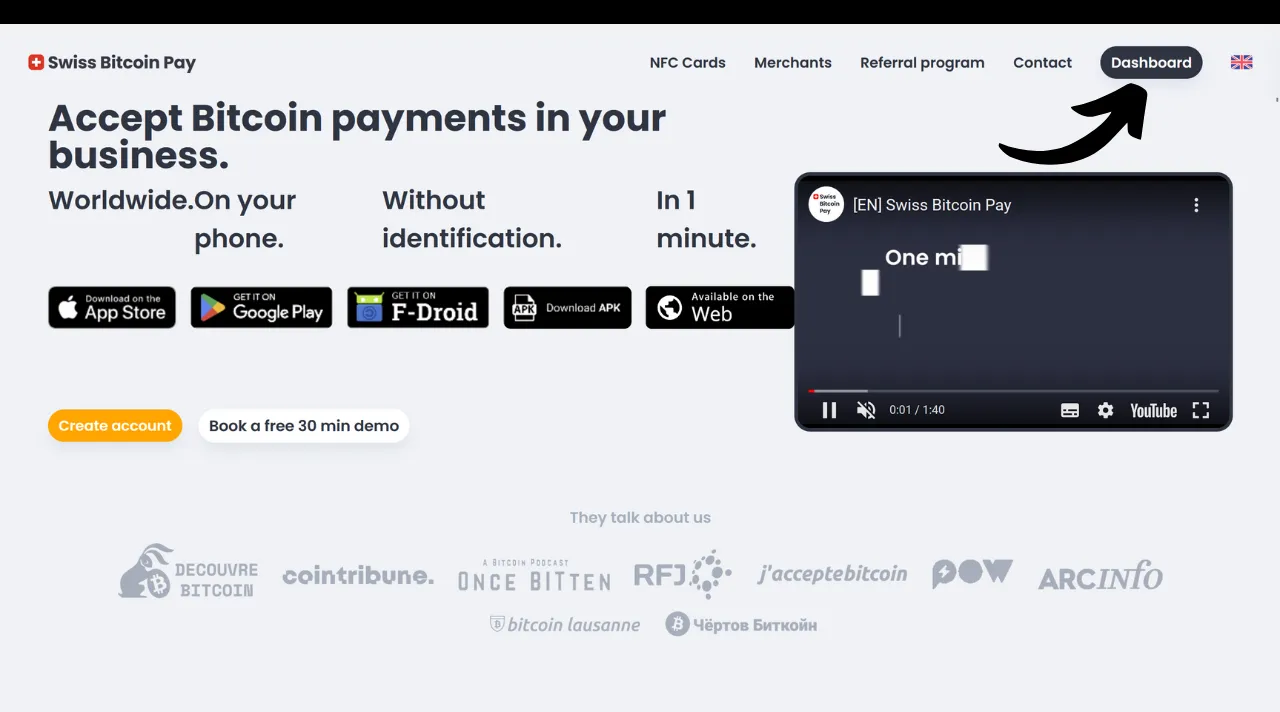 Swiss Bitcoin Pay
NFC Cards Merchants Referral program Contact Dashboard
Accept Bitcoin payments in your
business.
Worldwide. On your phone. Without identification. In 1 minute.
Download on the App Store
GET IT ON Google Play
GET IT ON F-Droid
APK Download APK
Available on the Web
Swiss Bitcoin Pay
[EN] Swiss Bitcoin Pay
One mi
0:01 / 1:40
YouTube
Create account
Book a free 30 min demo
They talk about us
DECOUVRE BITCOIN
cointribune.
A BITCOIN PODCAST
ONCE BITTEN
RFJ
j'acceptebitcoin
POW
ARCINFO
bitcoin lausanne
Чёртов Биткойн